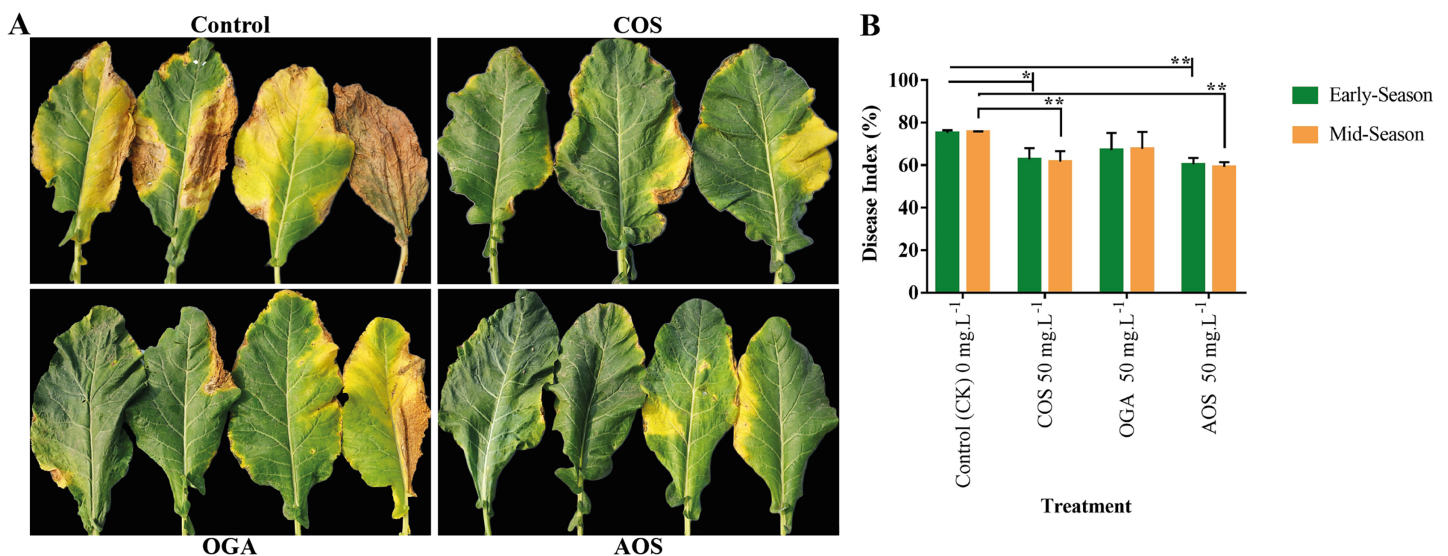 A
Control
COS
OGA
AOS
B
**
*
**
**
100
80
60
40
20
0
Disease Index (%)
Control (CK) 0 mg.L-1
COS 50 mg.L-1
OGA 50 mg.L-1
AOS 50 mg.L-1
Treatment
Early-Season
Mid-Season